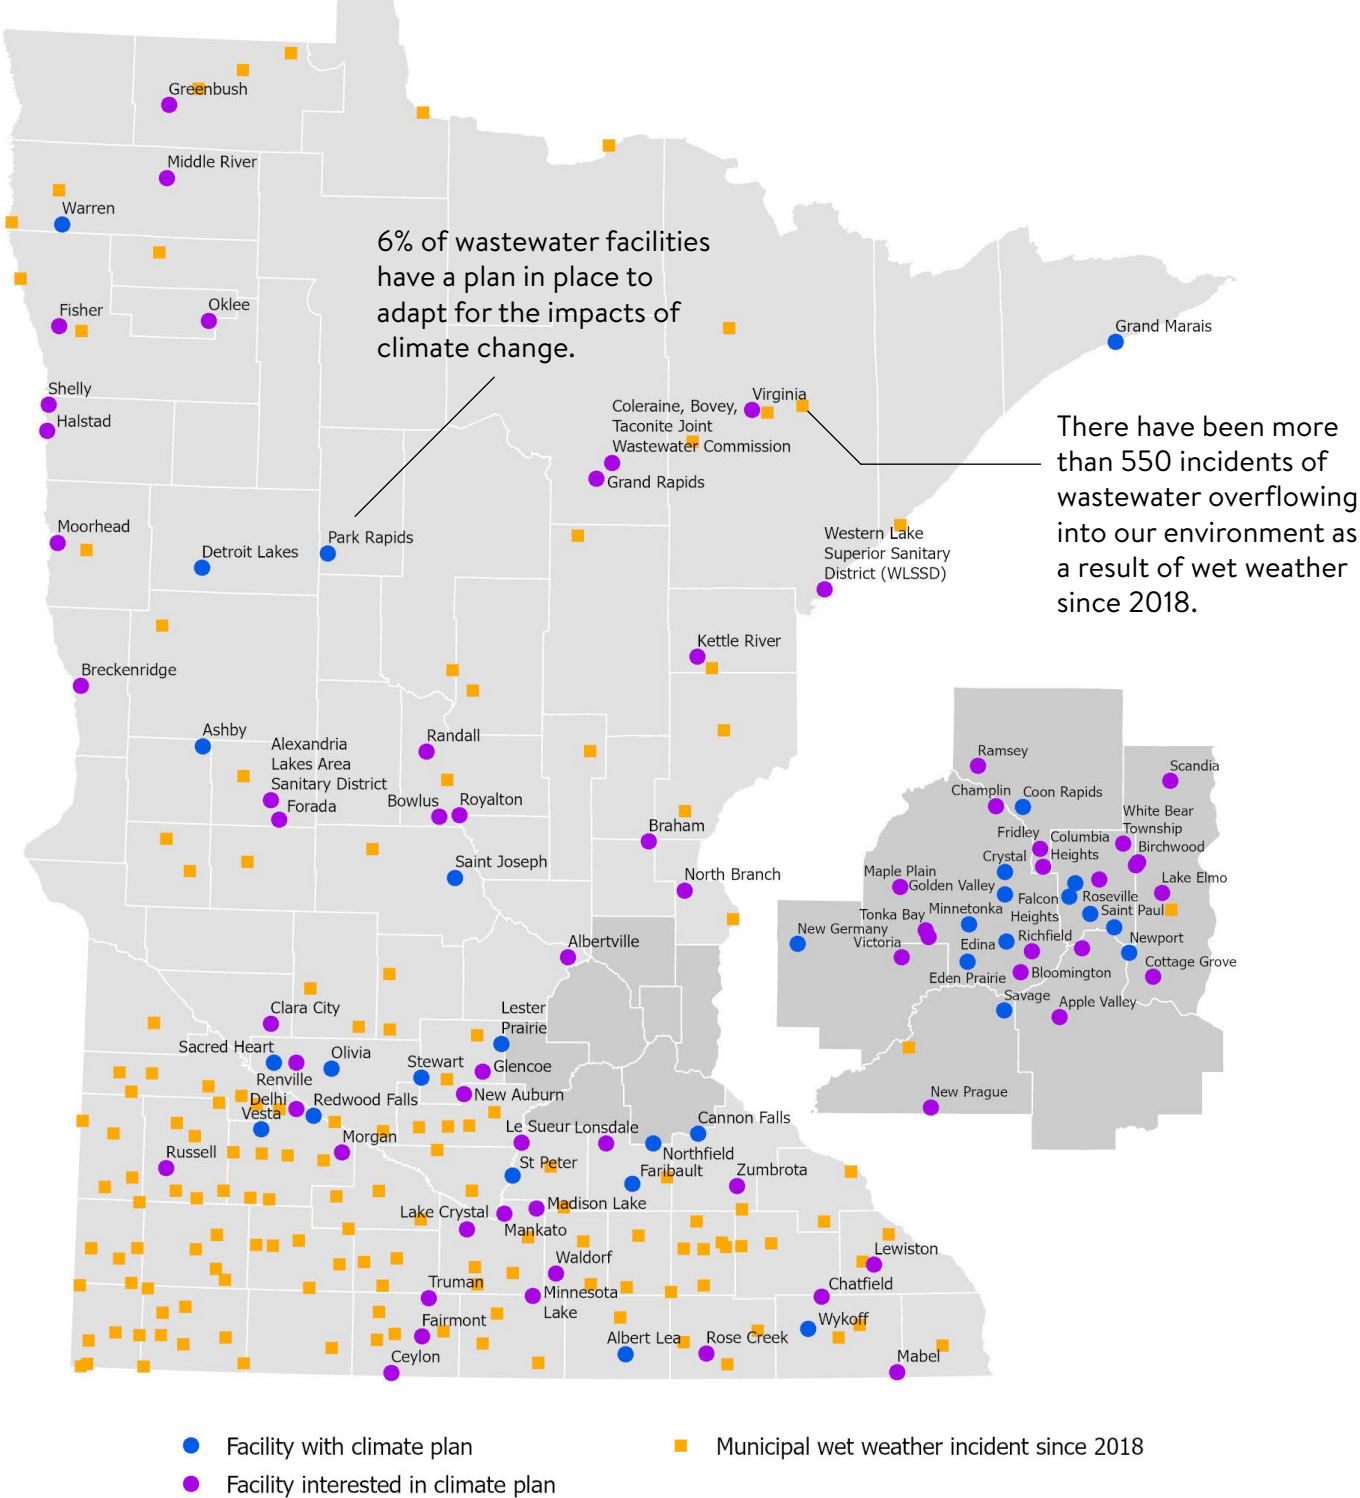 Greenbush
Middle River
Warren
6% of wastewater facilities
have a plan in place to
adapt for the impacts of
climate change.
Fisher
Oklee
Grand Marais
Shelly
Halstad
Virginia
Coleraine, Bovey,
Taconite Joint
Wastewater Commission
Grand Rapids
There have been more
than 550 incidents of
wastewater overflowing
into our environment as
a result of wet weather
since 2018.
Moorhead
Detroit Lakes
Park Rapids
Western Lake
Superior Sanitary
District (WLSSD)
Kettle River
Breckenridge
Ashby
Alexandria
Lakes Area
Sanitary District
Forada
Randall
Bowlus
Royalton
Braham
Saint Joseph
North Branch
Albertville
Ramsey
Scandia
Champlin
Coon Rapids
White Bear
Township
Fridley
Columbia
Heights
Birchwood
Crystal
Maple Plain
Golden Valley
Lake Elmo
Falcon
Heights
Roseville
Minnetonka
Saint Paul
Tonka Bay
New Germany
Victoria
Edina
Richfield
Newport
Eden Prairie
Bloomington
Cottage Grove
Savage
Apple Valley
New Prague
Clara City
Lester
Prairie
Sacred Heart
Olivia
Stewart
Glencoe
Renville
Delhi
Redwood Falls
New Auburn
Vesta
Cannon Falls
Le Sueur
Lonsdale
Morgan
Northfield
Russell
St Peter
Faribault
Zumbrota
Lake Crystal
Madison Lake
Mankato
Waldorf
Lewiston
Truman
Minnesota
Lake
Chatfield
Fairmont
Wykoff
Albert Lea
Rose Creek
Ceylon
Mabel
Facility with climate plan
Municipal wet weather incident since 2018
Facility interested in climate plan